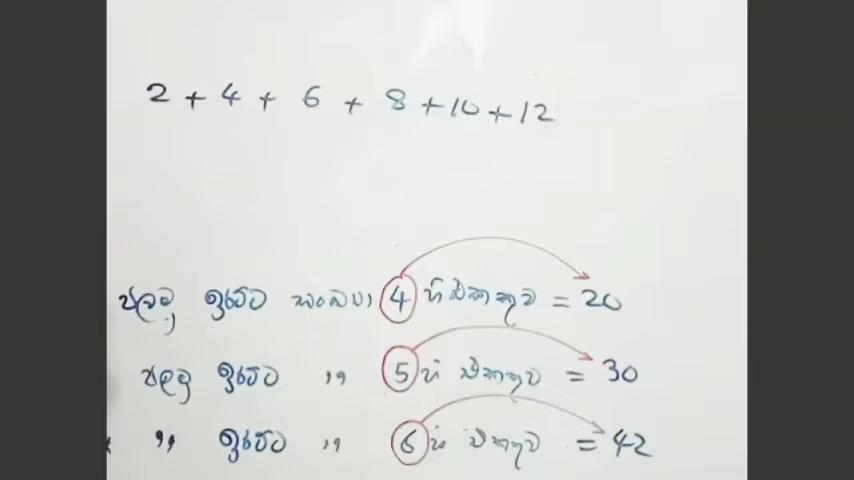 2 + 4 + 6 + 8 + 10 + 12
පළමු ඉරට්ට සංඛ්‍යා 4 හි එකතුව = 20
පළමු ඉරට්ට ,, 5 හි එකතුව = 30
,, ඉරට්ට ,, 6 හි එකතුව = 42